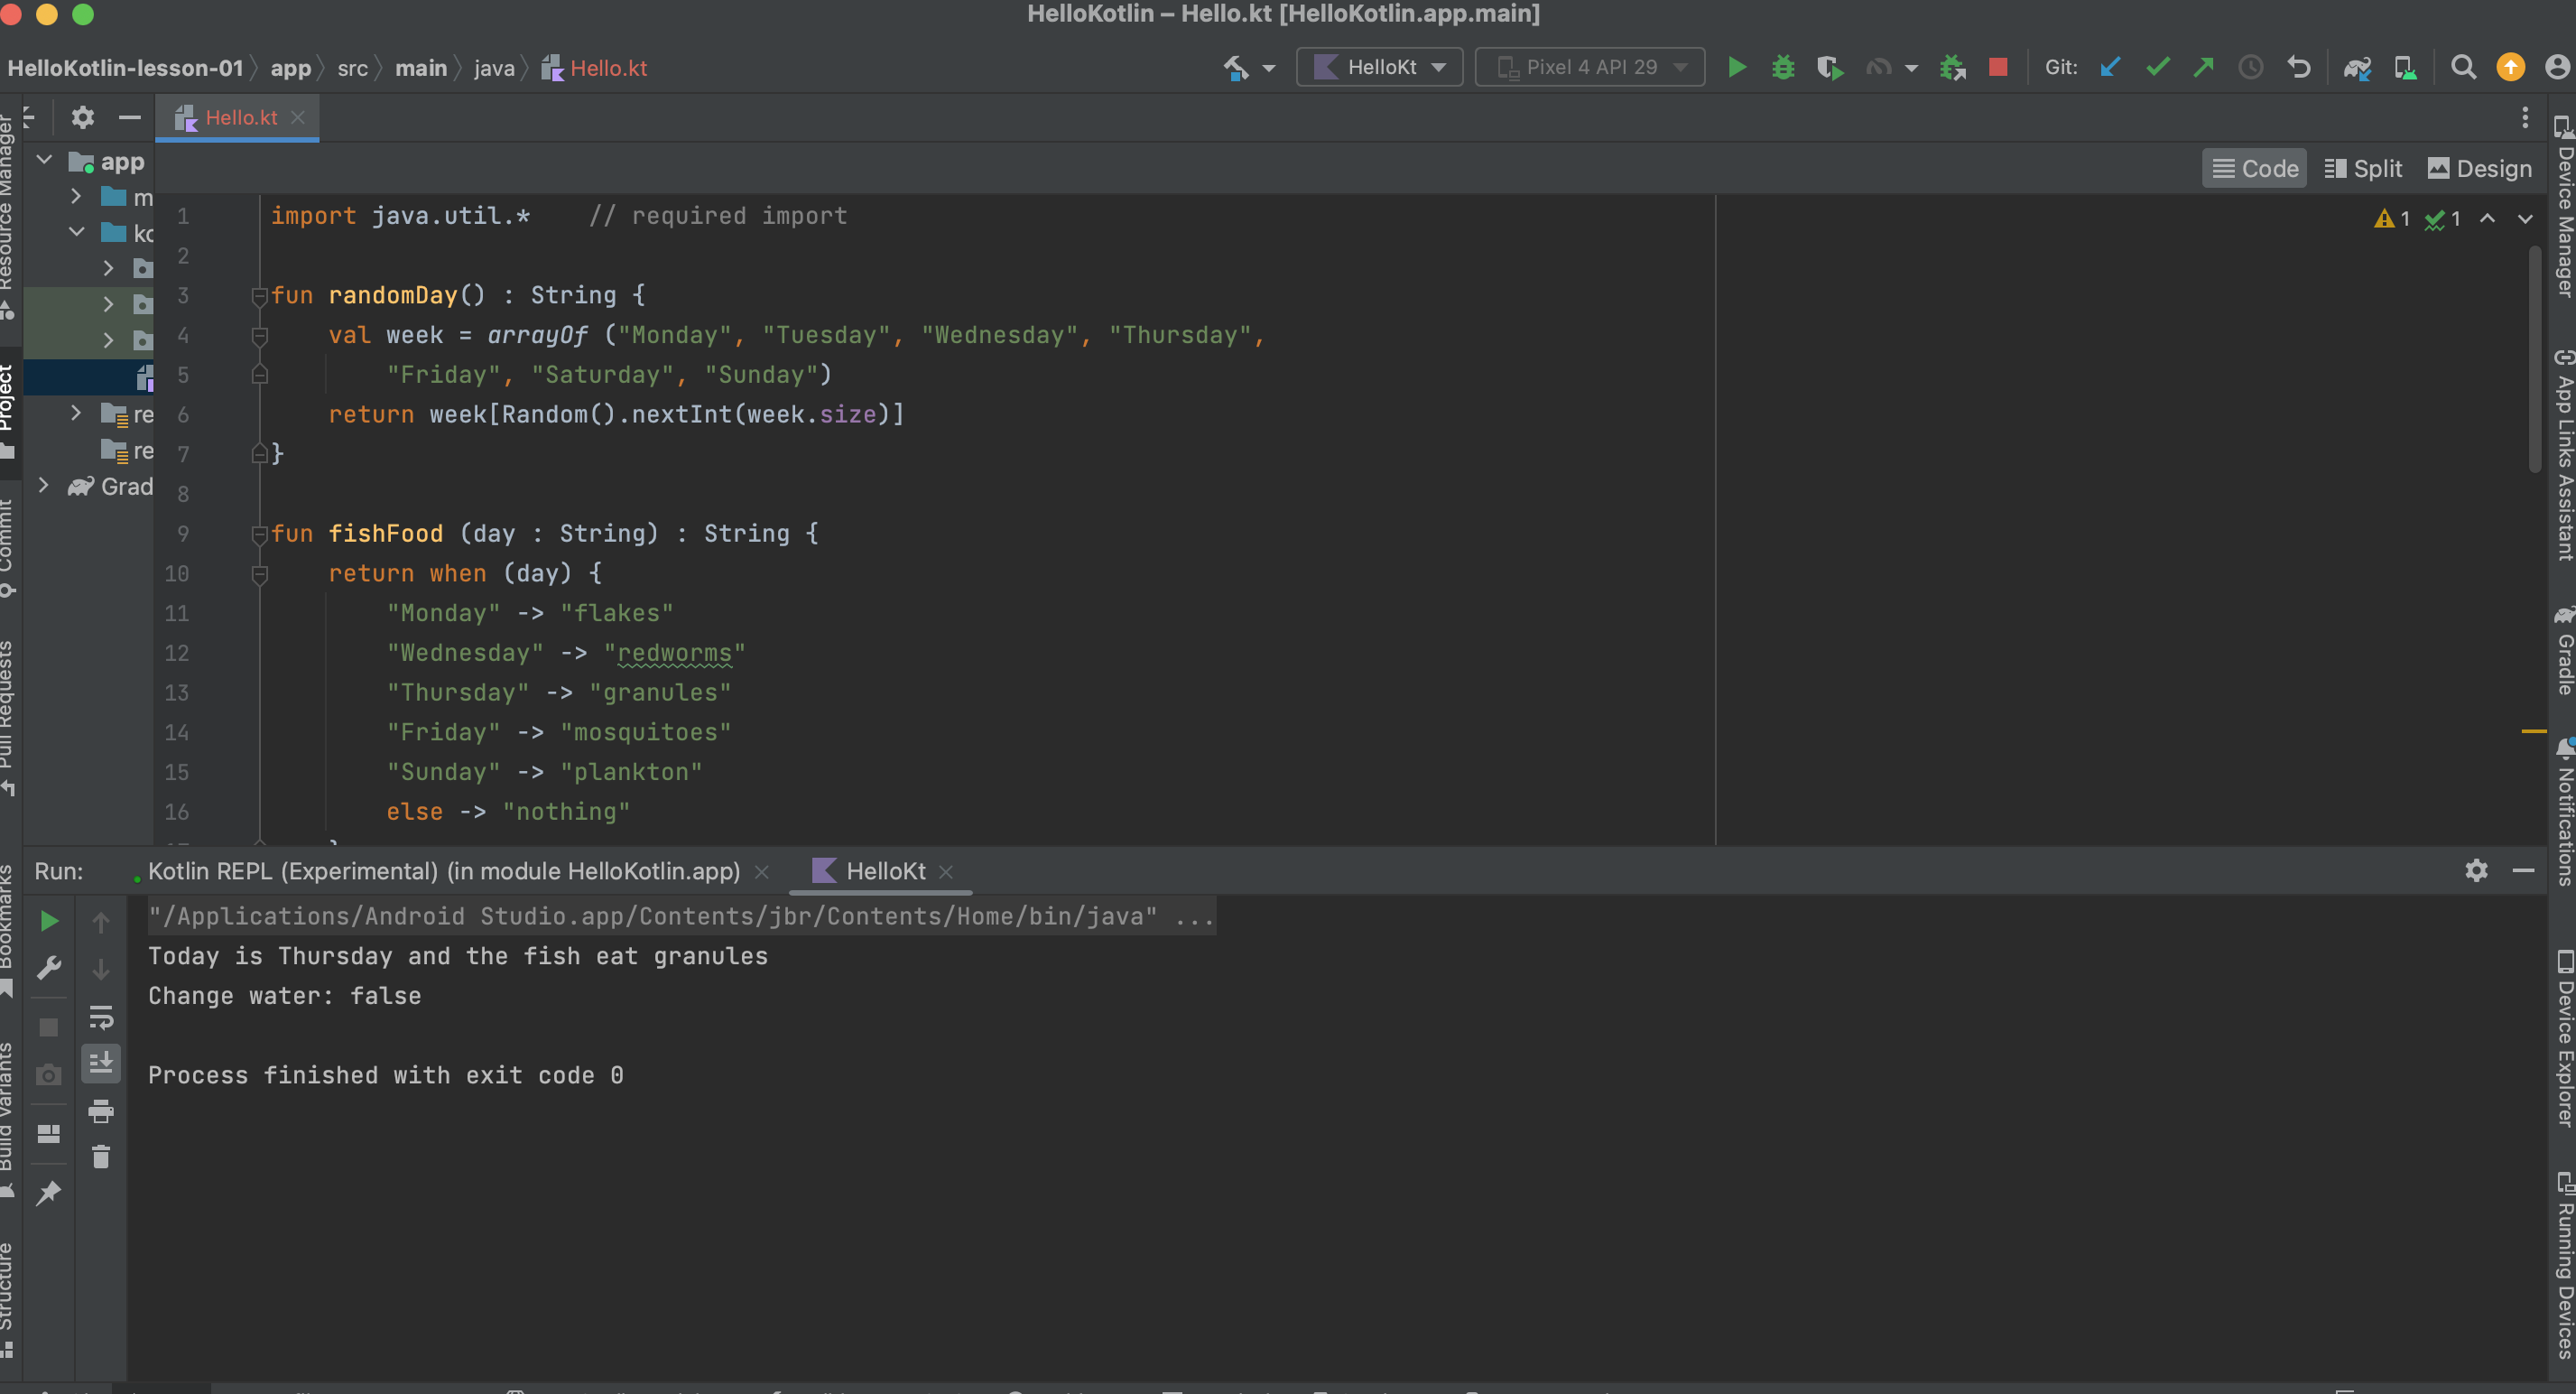 HelloKotlin – Hello.kt [HelloKotlin.app.main]
HelloKotlin-lesson-01 app src main java Hello.kt
HelloKt
Pixel 4 API 29
Git:
Hello.kt
Code Split Design
Resource Manager
Project
Commit
Pull Requests
Bookmarks
Build Variants
Structure
app
m
re
re
Grad
1 import java.util.* // required import
2
3 fun randomDay() : String {
4 val week = arrayOf ("Monday", "Tuesday", "Wednesday", "Thursday",
5 "Friday", "Saturday", "Sunday")
6 return week[Random().nextInt(week.size)]
7 }
8
9 fun fishFood (day : String) : String {
10 return when (day) {
11 "Monday" -> "flakes"
12 "Wednesday" -> "redworms"
13 "Thursday" -> "granules"
14 "Friday" -> "mosquitoes"
15 "Sunday" -> "plankton"
16 else -> "nothing"
1 1
Device Manager
App Links Assistant
Gradle
Notifications
Device Explorer
Running Devices
Run: Kotlin REPL (Experimental) (in module HelloKotlin.app) HelloKt
"/Applications/Android Studio.app/Contents/jbr/Contents/Home/bin/java" ...
Today is Thursday and the fish eat granules
Change water: false
Process finished with exit code 0